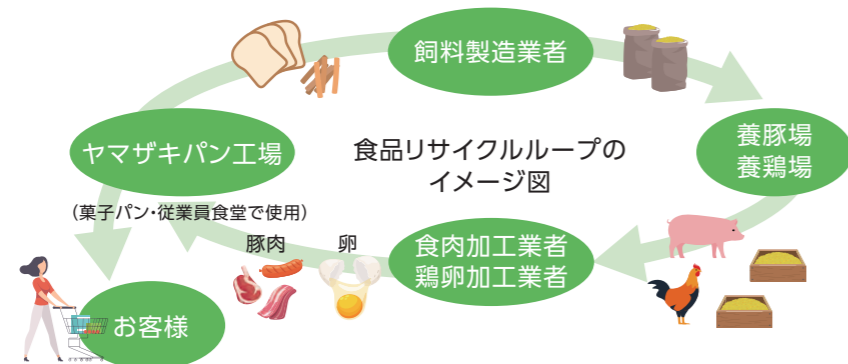 飼料製造業者
ヤマザキパン工場
食品リサイクルループの
イメージ図
養豚場
養鶏場
(菓子パン・従業員食堂で使用)
豚肉
卵
食肉加工業者
鶏卵加工業者
お客様